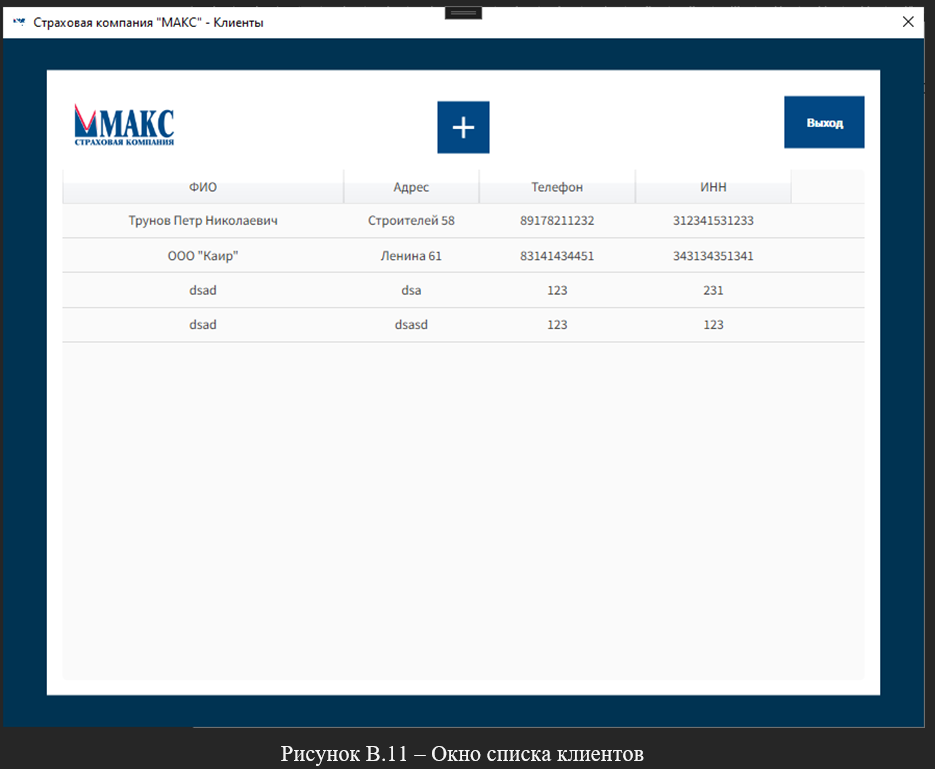 Страховая компания "МАКС" - Клиенты
МАКС
СТРАХОВАЯ КОМПАНИЯ
+
Выход
ФИО Адрес Телефон ИНН
Трунов Петр Николаевич Строителей 58 89178211232 312341531233
ООО "Каир" Ленина 61 83141434451 343134351341
dsad dsa 123 231
dsad dsasd 123 123
Рисунок В.11 – Окно списка клиентов